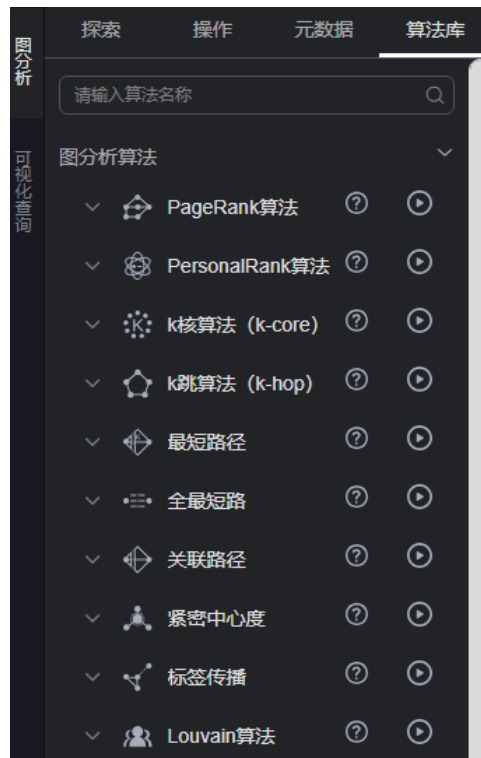 探索 操作 元数据 算法库
图分析
可视化查询
请输入算法名称
图分析算法
PageRank算法
PersonalRank算法
k核算法（k-core）
k跳算法（k-hop）
最短路径
全最短路
关联路径
紧密中心度
标签传播
Louvain算法